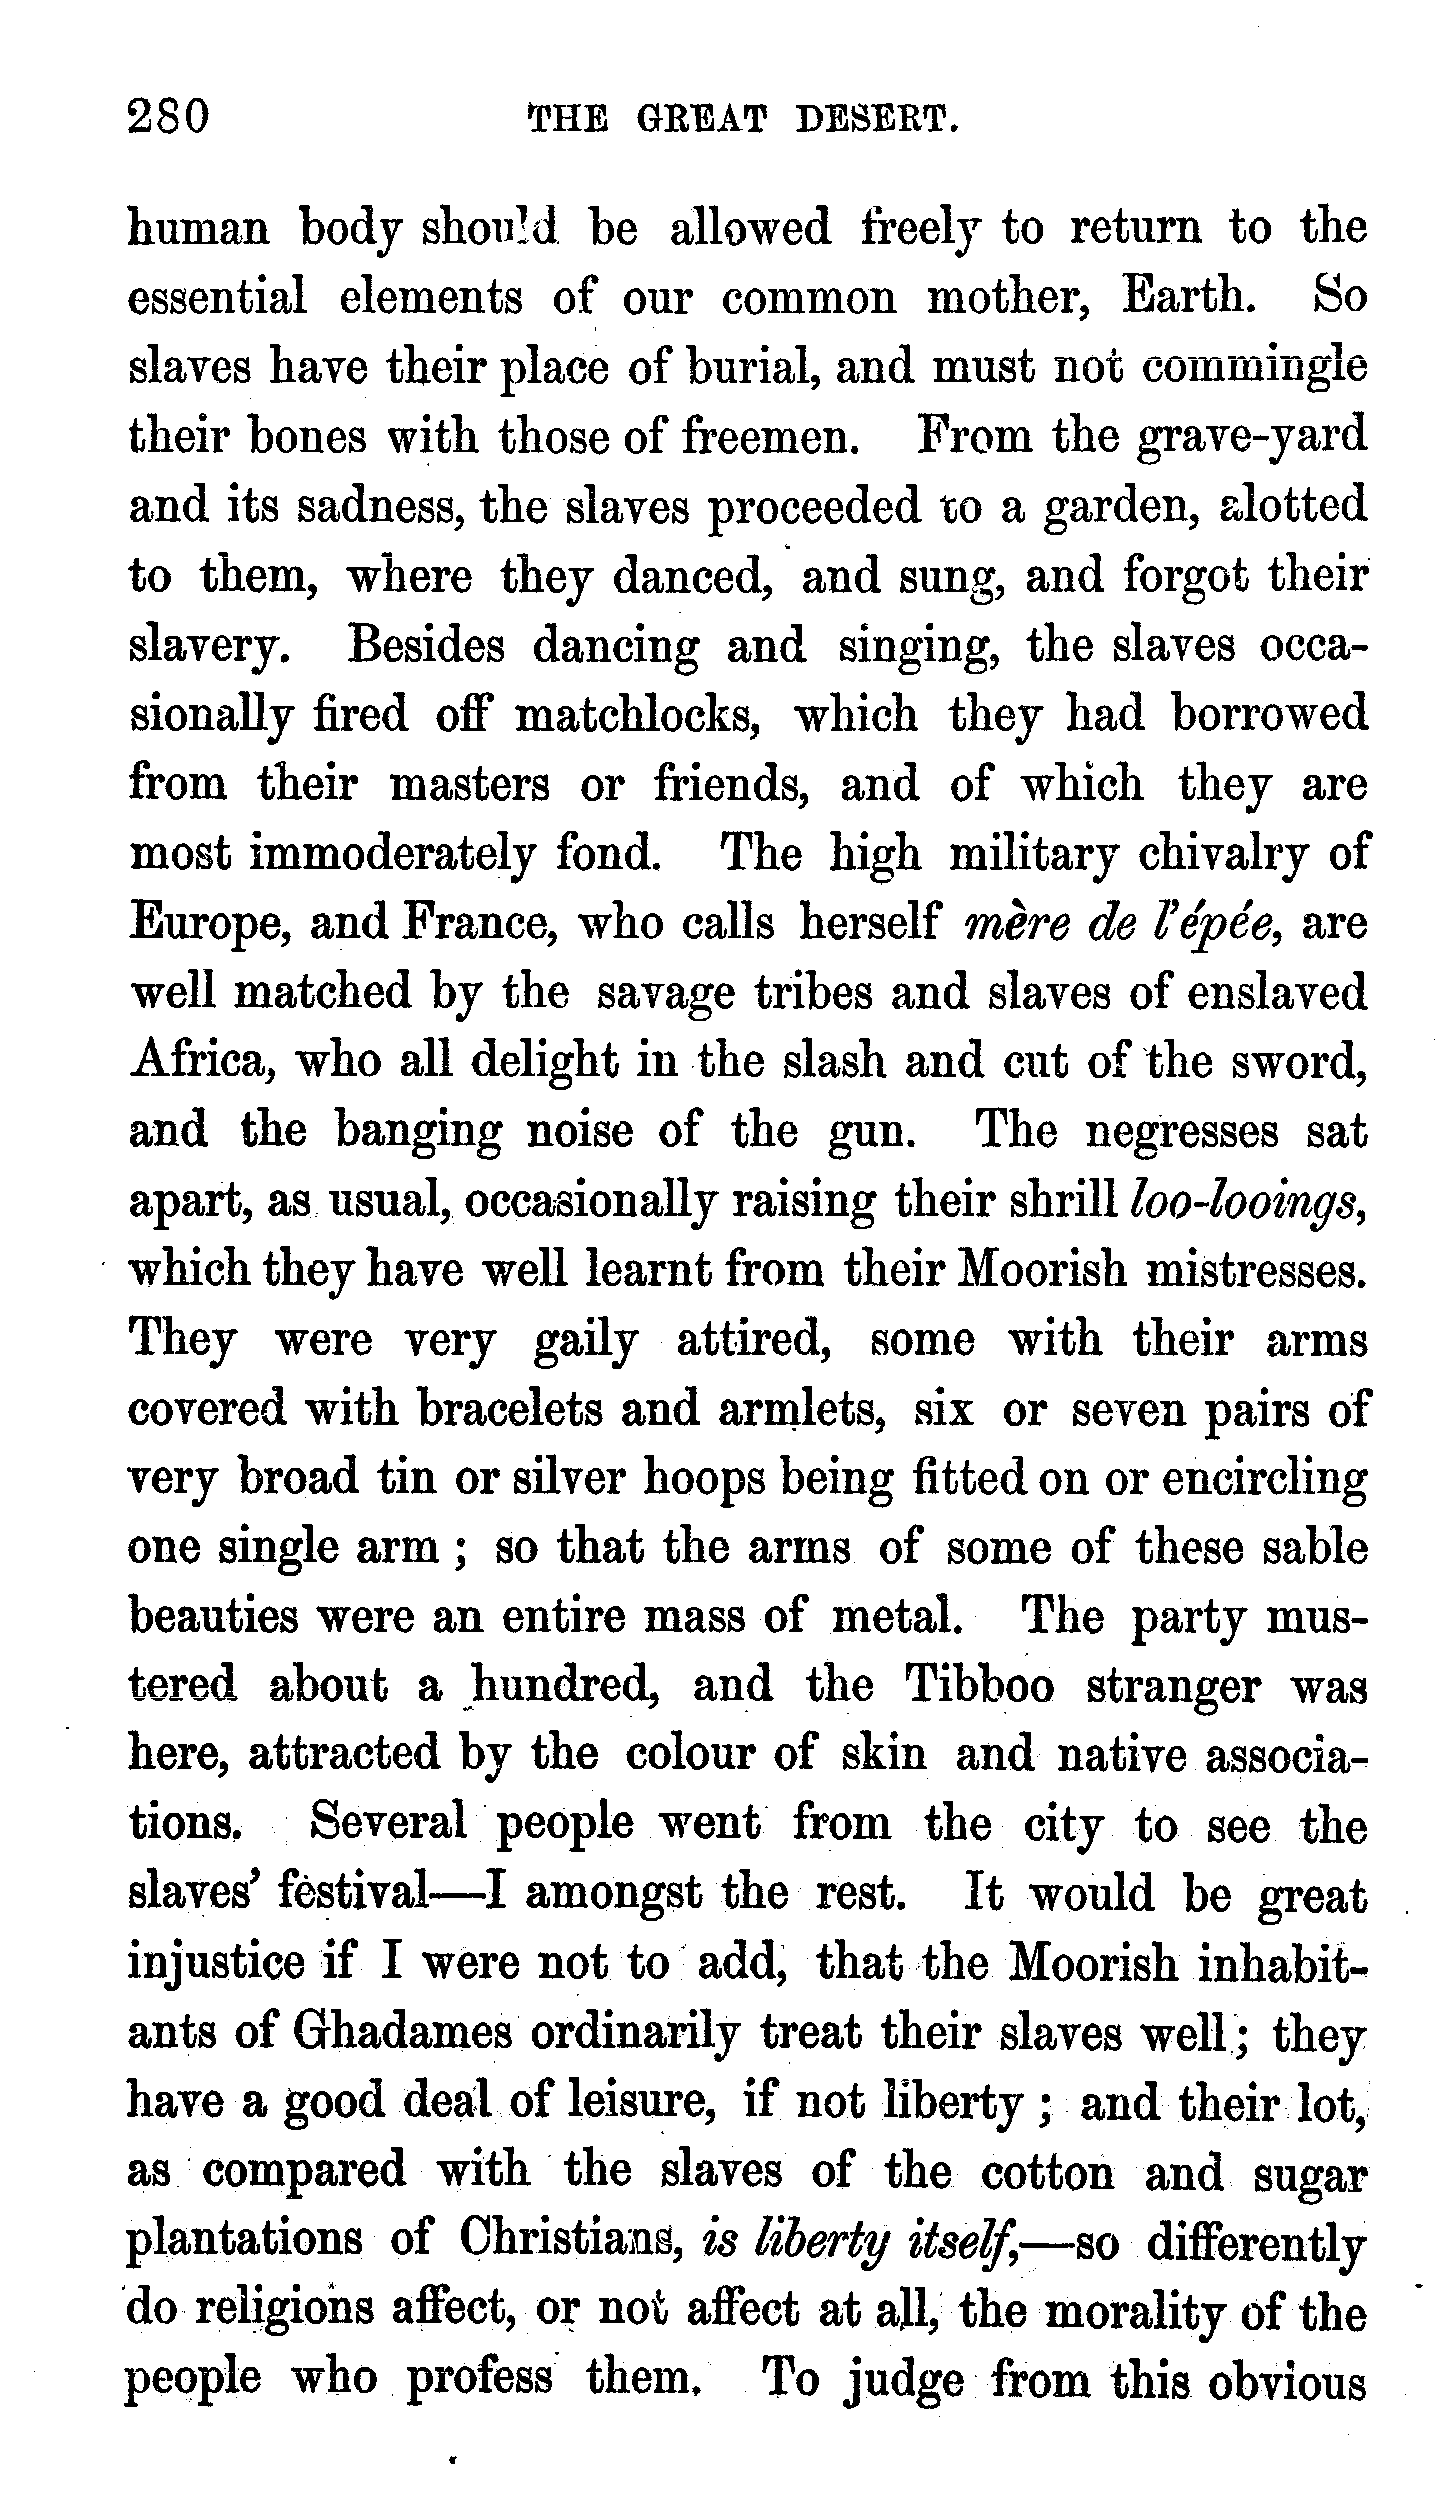 280 THE GREAT DESERT.
human body should be allowed freely to return to the
essential elements of our common mother, Earth. So
slaves have their place of burial, and must not commingle
their bones with those of freemen. From the grave-yard
and its sadness, the slaves proceeded to a garden, alotted
to them, where they danced, and sung, and forgot their
slavery. Besides dancing and singing, the slaves occa-
sionally fired off matchlocks, which they had borrowed
from their masters or friends, and of which they are
most immoderately fond. The high military chivalry of
Europe, and France, who calls herself mère de l'épée, are
well matched by the savage tribes and slaves of enslaved
Africa, who all delight in the slash and cut of the sword,
and the banging noise of the gun. The negresses sat
apart, as usual, occasionally raising their shrill loo-looings,
which they have well learnt from their Moorish mistresses.
They were very gaily attired, some with their arms
covered with bracelets and armlets, six or seven pairs of
very broad tin or silver hoops being fitted on or encircling
one single arm ; so that the arms of some of these sable
beauties were an entire mass of metal. The party mus-
tered about a hundred, and the Tibboo stranger was
here, attracted by the colour of skin and native associa-
tions. Several people went from the city to see the
slaves' festival—I amongst the rest. It would be great
injustice if I were not to add, that the Moorish inhabit-
ants of Ghadames ordinarily treat their slaves well ; they
have a good deal of leisure, if not liberty ; and their lot,
as compared with the slaves of the cotton and sugar
plantations of Christians, is liberty itself,—so differently
do religions affect, or not affect at all, the morality of the
people who profess them. To judge from this obvious